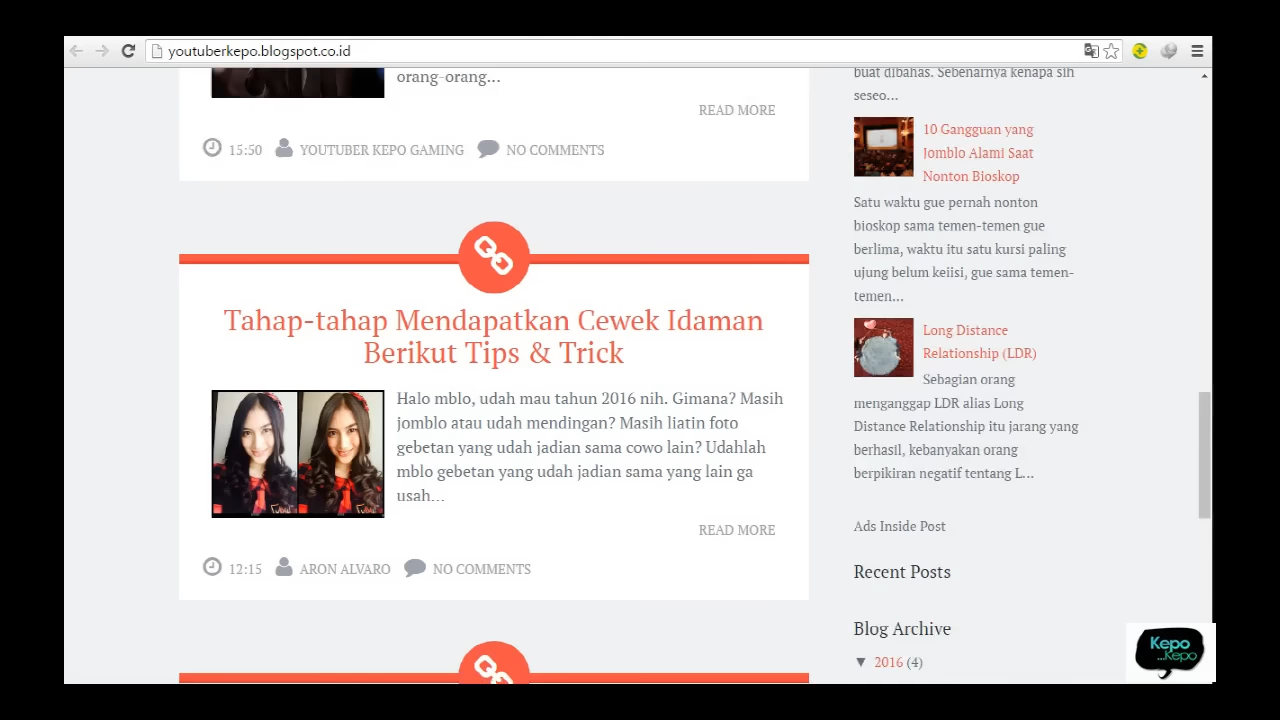 youtuberkepo.blogspot.co.id
orang-orang...
READ MORE
15:50 YOUTUBER KEPO GAMING NO COMMENTS
Tahap-tahap Mendapatkan Cewek Idaman
Berikut Tips & Trick
Halo mblo, udah mau tahun 2016 nih. Gimana? Masih
jomblo atau udah mendingan? Masih liatin foto
gebetan yang udah jadian sama cowo lain? Udahlah
mblo gebetan yang udah jadian sama yang lain ga
usah...
READ MORE
12:15 ARON ALVARO NO COMMENTS
buat dibahas. Sebenarnya kenapa sih
seseo...
10 Gangguan yang
Jomblo Alami Saat
Nonton Bioskop
Satu waktu gue pernah nonton
bioskop sama temen-temen gue
berlima, waktu itu satu kursi paling
ujung belum keiisi, gue sama temen-
temen...
Long Distance
Relationship (LDR)
Sebagian orang
menganggap LDR alias Long
Distance Relationship itu jarang yang
berhasil, kebanyakan orang
berpikiran negatif tentang L...
Ads Inside Post
Recent Posts
Blog Archive
▼ 2016 (4)
Kepo
...Kepo